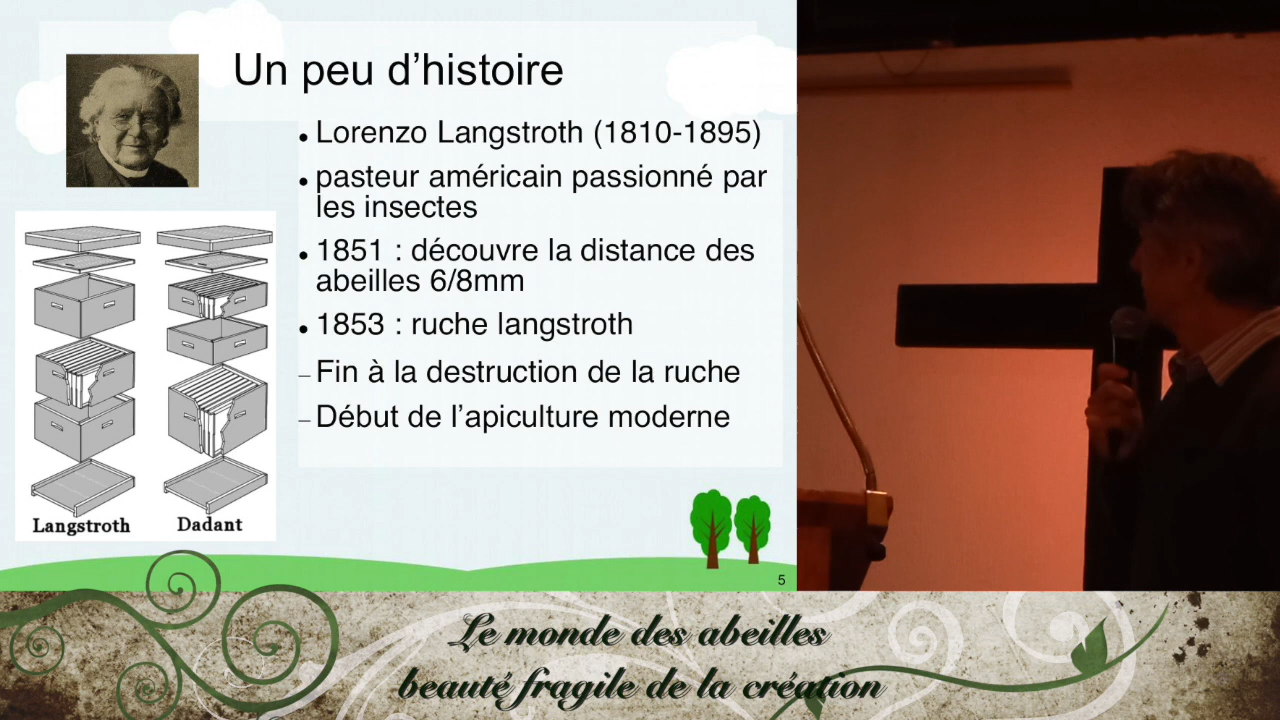 Un peu d'histoire
• Lorenzo Langstroth (1810-1895)
• pasteur américain passionné par
les insectes
• 1851 : découvre la distance des
abeilles 6/8mm
• 1853 : ruche langstroth
– Fin à la destruction de la ruche
– Début de l'apiculture moderne
Langstroth
Dadant
5
Le monde des abeilles
beauté fragile de la création